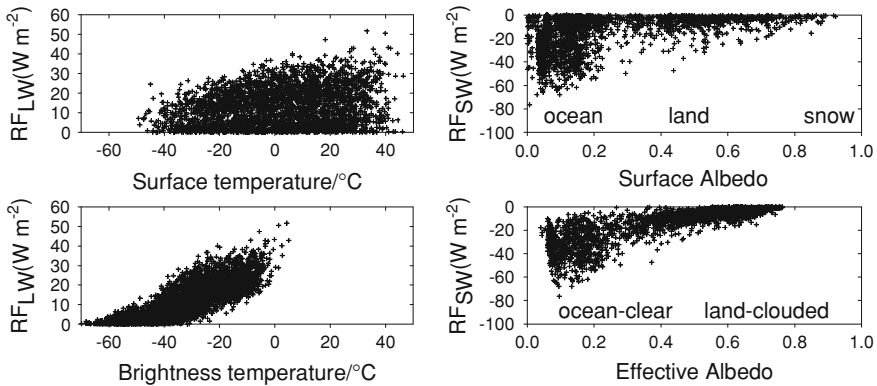 RF_LW(W m⁻²)
60
50
40
30
20
10
0
-60 -40 -20 0 20 40
Surface temperature/°C
RF_SW(W m⁻²)
0
-20
-40
-60
-80
-100
ocean land snow
0.0 0.2 0.4 0.6 0.8 1.0
Surface Albedo
RF_LW(W m⁻²)
60
50
40
30
20
10
0
-60 -40 -20 0 20 40
Brightness temperature/°C
RF_SW(W m⁻²)
0
-20
-40
-60
-80
-100
ocean-clear land-clouded
0.0 0.2 0.4 0.6 0.8 1.0
Effective Albedo